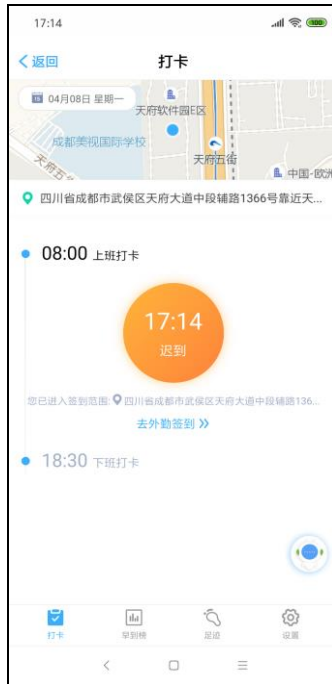 17:14
100
返回
打卡
04月08日 星期一
天府软件园E区
成都美视国际学校
天府五街
天府五
中国-欧洲
四川省成都市武侯区天府大道中段辅路1366号靠近天...
08:00 上班打卡
17:14
迟到
您已进入签到范围: 四川省成都市武侯区天府大道中段辅路136...
去外勤签到
18:30 下班打卡
打卡
早到榜
足迹
设置